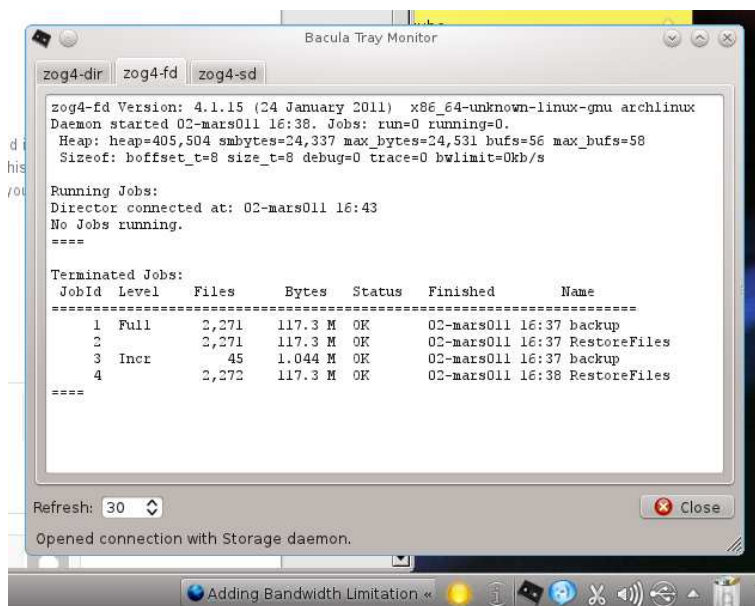 Bacula Tray Monitor
zog4-dir zog4-fd zog4-sd
zog4-fd Version: 4.1.15 (24 January 2011) x86_64-unknown-linux-gnu archlinux
Daemon started 02-mars011 16:38. Jobs: run=0 running=0.
Heap: heap=405,504 smbytes=24,337 max_bytes=24,531 bufs=56 max_bufs=58
Sizeof: boffset_t=8 size_t=8 debug=0 trace=0 bwlimit=0kb/s
Running Jobs:
Director connected at: 02-mars011 16:43
No Jobs running.
====
Terminated Jobs:
JobId Level Files Bytes Status Finished Name
======================================================================
1 Full 2,271 117.3 M OK 02-mars011 16:37 backup
2 2,271 117.3 M OK 02-mars011 16:37 RestoreFiles
3 Incr 45 1.044 M OK 02-mars011 16:37 backup
4 2,272 117.3 M OK 02-mars011 16:38 RestoreFiles
====
Refresh: 30
Close
Opened connection with Storage daemon.
Adding Bandwidth Limitation «